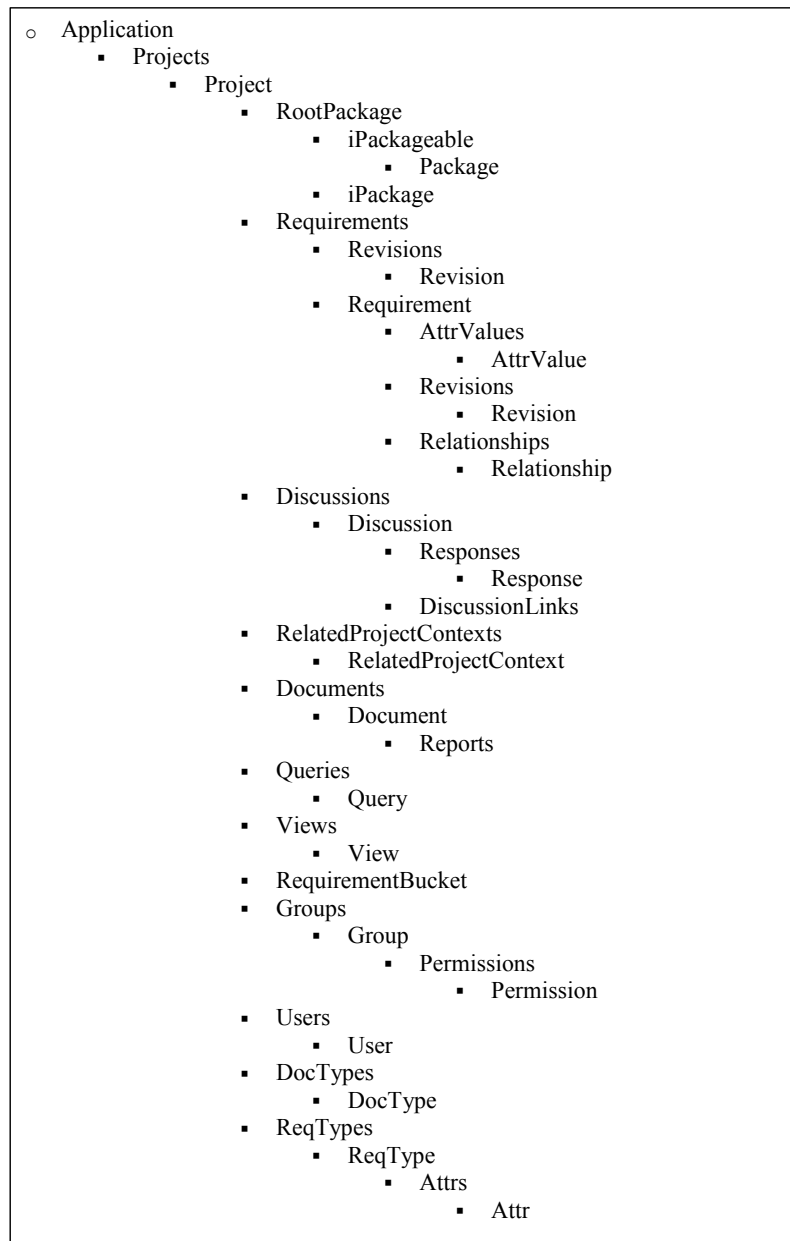 Application
Projects
Project
RootPackage
iPackageable
Package
iPackage
Requirements
Revisions
Revision
Requirement
AttrValues
AttrValue
Revisions
Revision
Relationships
Relationship
Discussions
Discussion
Responses
Response
DiscussionLinks
RelatedProjectContexts
RelatedProjectContext
Documents
Document
Reports
Queries
Query
Views
View
RequirementBucket
Groups
Group
Permissions
Permission
Users
User
DocTypes
DocType
ReqTypes
ReqType
Attrs
Attr